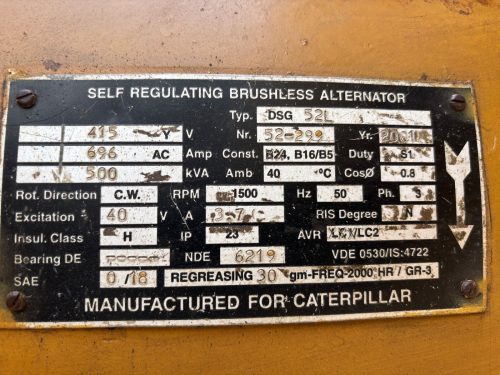 SELF REGULATING BRUSHLESS ALTERNATOR
Typ. DSG 52L
415 Y V Nr. 52-299 Yr.
696 AC Amp Const. B24, B16/B5 Duty S1
500 kVA Amb 40 °C CosØ 0.8
Rot. Direction C.W. RPM 1500 Hz 50 Ph. 3
Excitation 40 V A RIS Degree N
Insul. Class H IP 23 AVR LC1/LC2
Bearing DE NDE 6219 VDE 0530/IS:4722
SAE 0/18 REGREASING 30 gm-FREQ-2000 HR / GR-3
MANUFACTURED FOR CATERPILLAR